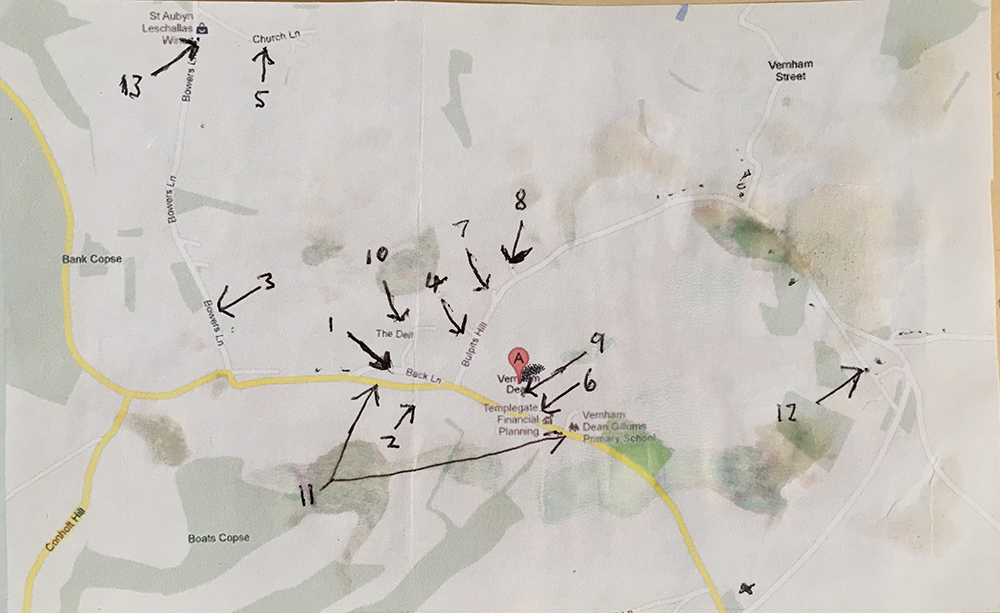 St Aubyn
Leschallas
Wines
Church Ln
13
5
Bowers Ln
Vernham
Street
Bowers Ln
8
7
Bank Copse
10
3
4
Bowers Ln
1
The Dell
Bulpits Hill
9
A
Back Ln
Vernham
Dean
6
Templegate
Financial
Planning
Vernham
Dean Gillums
Primary School
2
12
11
Conholt Hill
Boats Copse